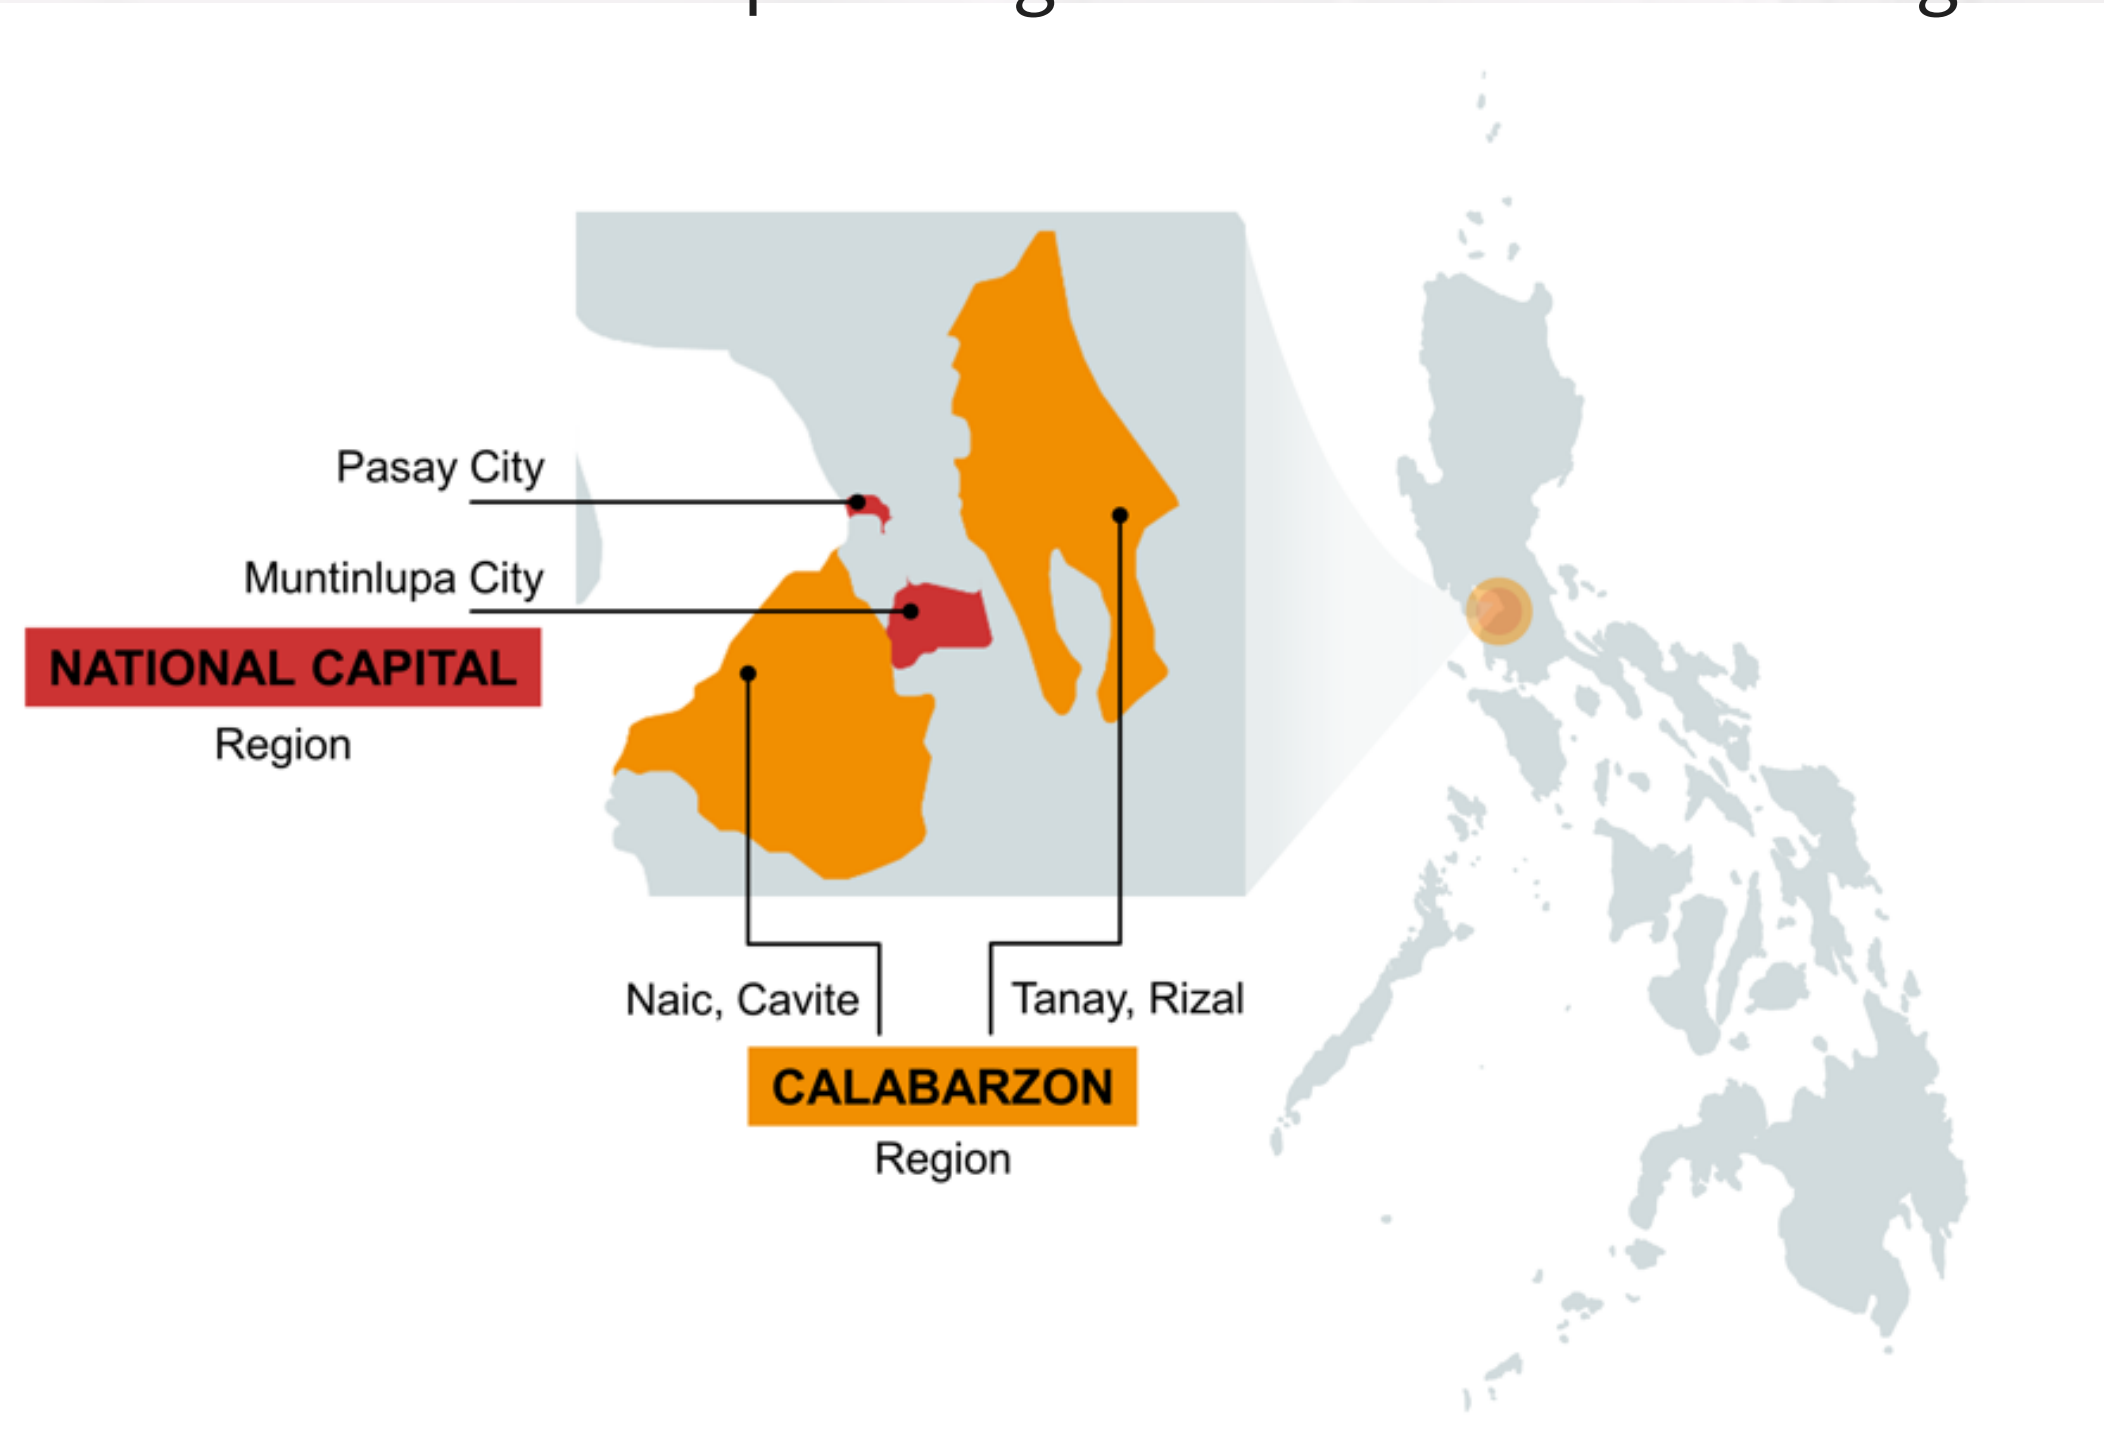 Pasay City
Muntinlupa City
NATIONAL CAPITAL
Region
Naic, Cavite
Tanay, Rizal
CALABARZON
Region